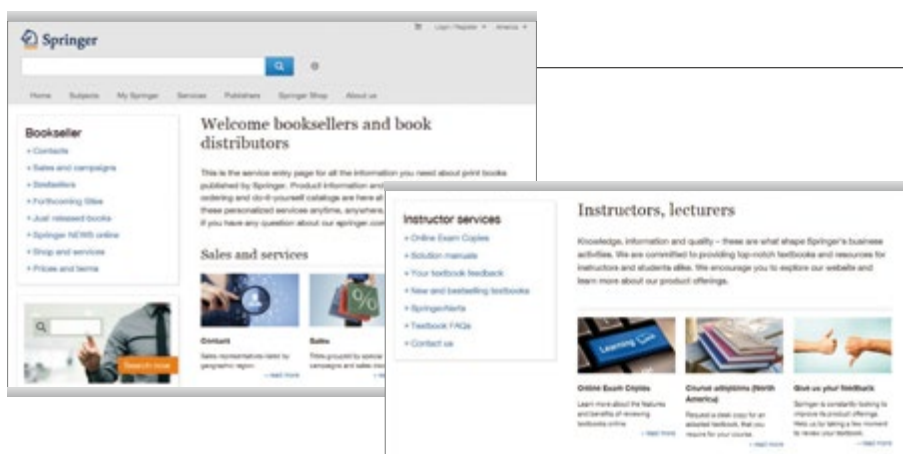 Springer
Login / Register
America
Home
Subjects
My Springer
Services
Publishers
Springer Shop
About us
Bookseller
» Contacts
» Sales and campaigns
» Bestsellers
» Forthcoming titles
» Just released books
» Springer NEWS online
» Shop and services
» Prices and terms
Search now
Welcome booksellers and book
distributors
This is the service entry page for all the information you need about print books
published by Springer. Product information and
ordering and do-it-yourself catalogs are here at
these personalized services anytime, anywhere,
if you have any question about our springer.com
Sales and services
%
Contact
Sales representatives listed by
geographic region
» read more
Sales
Titles grouped by special
campaigns and sales
Instructor services
» Online Exam Copies
» Solution manuals
» Your textbook feedback
» New and bestselling textbooks
» SpringerAlerts
» Textbook FAQs
» Contact us
Instructors, lecturers
Knowledge, information and quality – these are what shape Springer's business
activities. We are committed to providing top-notch textbooks and resources for
instructors and students alike. We encourage you to explore our website and
learn more about our product offerings.
Learning
Online Exam Copies
Learn more about the features
and benefits of reviewing
textbooks online
» read more
Course adoptions (North
America)
Request a desk copy for an
adopted textbook, that you
require for your course.
» read more
Give us your feedback
Springer is constantly looking to
improve its product offerings.
Help us by taking a few moment
to review your textbook.
» read more